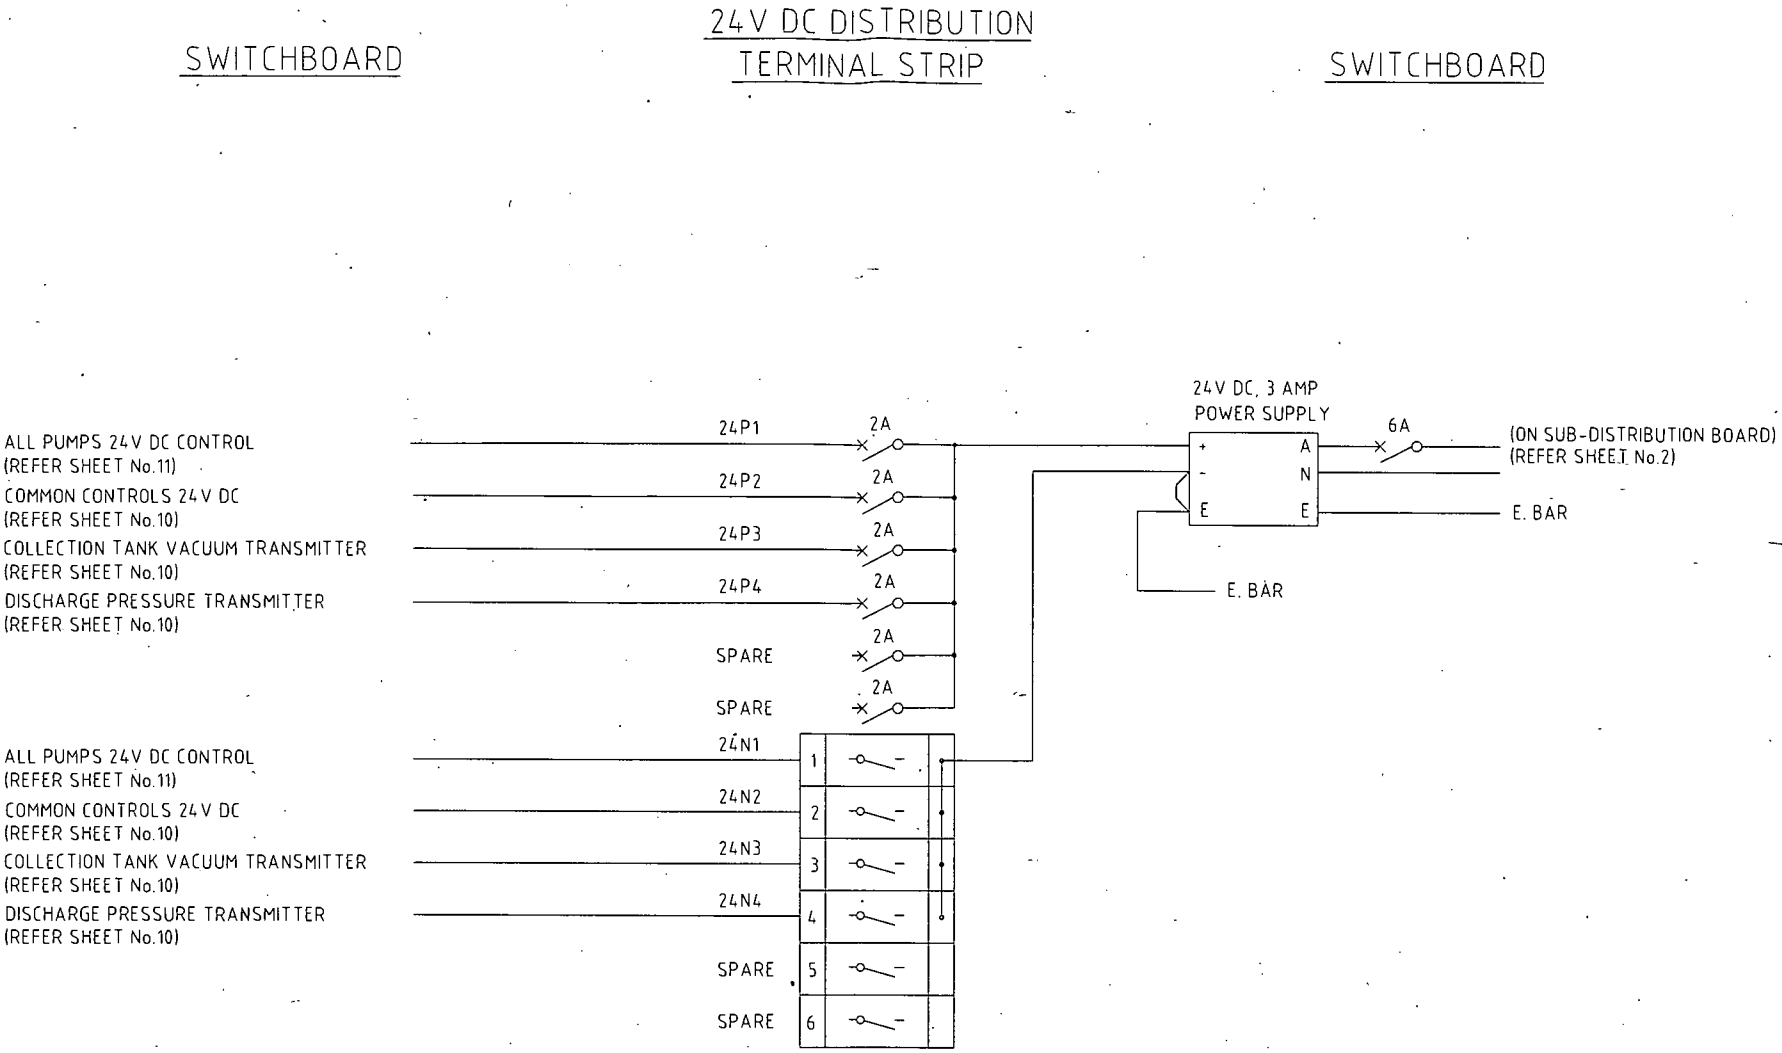 24V DC DISTRIBUTION
TERMINAL STRIP
SWITCHBOARD
SWITCHBOARD
24V DC, 3 AMP
POWER SUPPLY
ALL PUMPS 24V DC CONTROL
(REFER SHEET No.11)
24P1
2A
+
A
6A
(ON SUB-DISTRIBUTION BOARD)
(REFER SHEET No.2)
COMMON CONTROLS 24V DC
(REFER SHEET No.10)
24P2
2A
-
N
E
E
E. BAR
COLLECTION TANK VACUUM TRANSMITTER
(REFER SHEET No.10)
24P3
2A
DISCHARGE PRESSURE TRANSMITTER
(REFER SHEET No.10)
24P4
2A
E. BAR
SPARE
2A
SPARE
2A
ALL PUMPS 24V DC CONTROL
(REFER SHEET No.11)
24N1
1
COMMON CONTROLS 24V DC
(REFER SHEET No.10)
24N2
2
COLLECTION TANK VACUUM TRANSMITTER
(REFER SHEET No.10)
24N3
3
DISCHARGE PRESSURE TRANSMITTER
(REFER SHEET No.10)
24N4
4
SPARE
5
SPARE
6